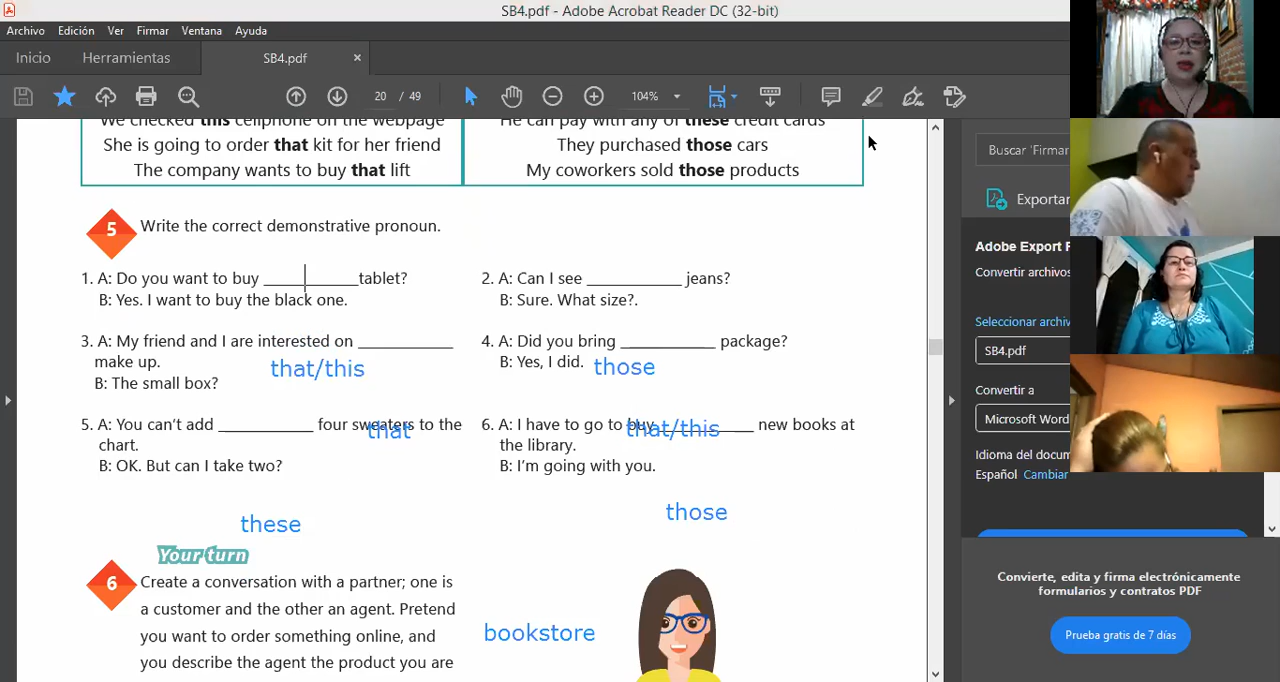 SB4.pdf - Adobe Acrobat Reader DC (32-bit)
Archivo Edición Ver Firmar Ventana Ayuda
Inicio Herramientas SB4.pdf ×
20 / 49 104%
We checked this cellphone on the webpage
She is going to order that kit for her friend
The company wants to buy that lift
He can pay with any of these credit cards
They purchased those cars
My coworkers sold those products
5 Write the correct demonstrative pronoun.
1. A: Do you want to buy ____________tablet?
B: Yes. I want to buy the black one.
2. A: Can I see ____________ jeans?
B: Sure. What size?.
3. A: My friend and I are interested on ____________
make up.
B: The small box?
that/this
4. A: Did you bring ____________ package?
B: Yes, I did.
those
5. A: You can't add ____________ four sweaters to the
chart.
B: OK. But can I take two?
that
6. A: I have to go to buy ____________ new books at
the library.
B: I'm going with you.
that/this
these
those
Your turn
6 Create a conversation with a partner; one is
a customer and the other an agent. Pretend
you want to order something online, and
you describe the agent the product you are
bookstore
Buscar 'Firmar
Exportar
Adobe Export P
Convertir archivos
Seleccionar archiv
SB4.pdf
Convertir a
Microsoft Word
Idioma del docum
Español Cambiar
Convierte, edita y firma electrónicamente
formularios y contratos PDF
Prueba gratis de 7 días